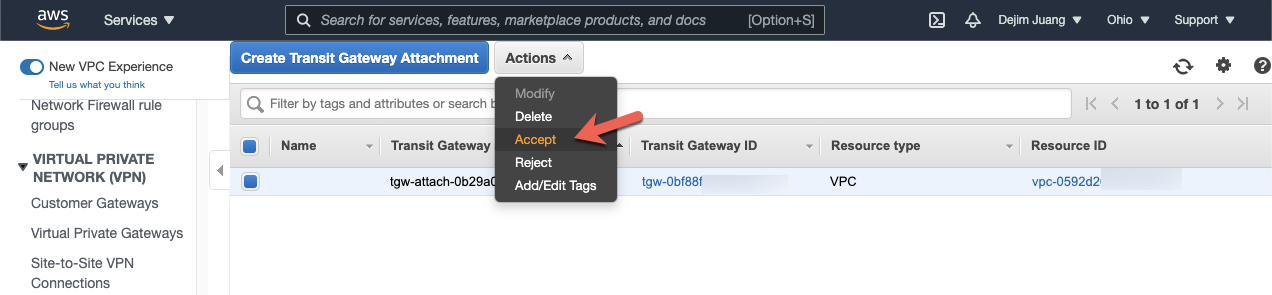 aws
Services
Search for services, features, marketplace products, and docs
[Option+S]
Dejim Juang
Ohio
Support
New VPC Experience
Tell us what you think
Network Firewall rule
groups
VIRTUAL PRIVATE
NETWORK (VPN)
Customer Gateways
Virtual Private Gateways
Site-to-Site VPN
Connections
Create Transit Gateway Attachment
Actions
Modify
Delete
Accept
Reject
Add/Edit Tags
Filter by tags and attributes or search b
1 to 1 of 1
Name
Transit Gateway
Transit Gateway ID
Resource type
Resource ID
tgw-attach-0b29a
tgw-0bf88f
VPC
vpc-0592d2